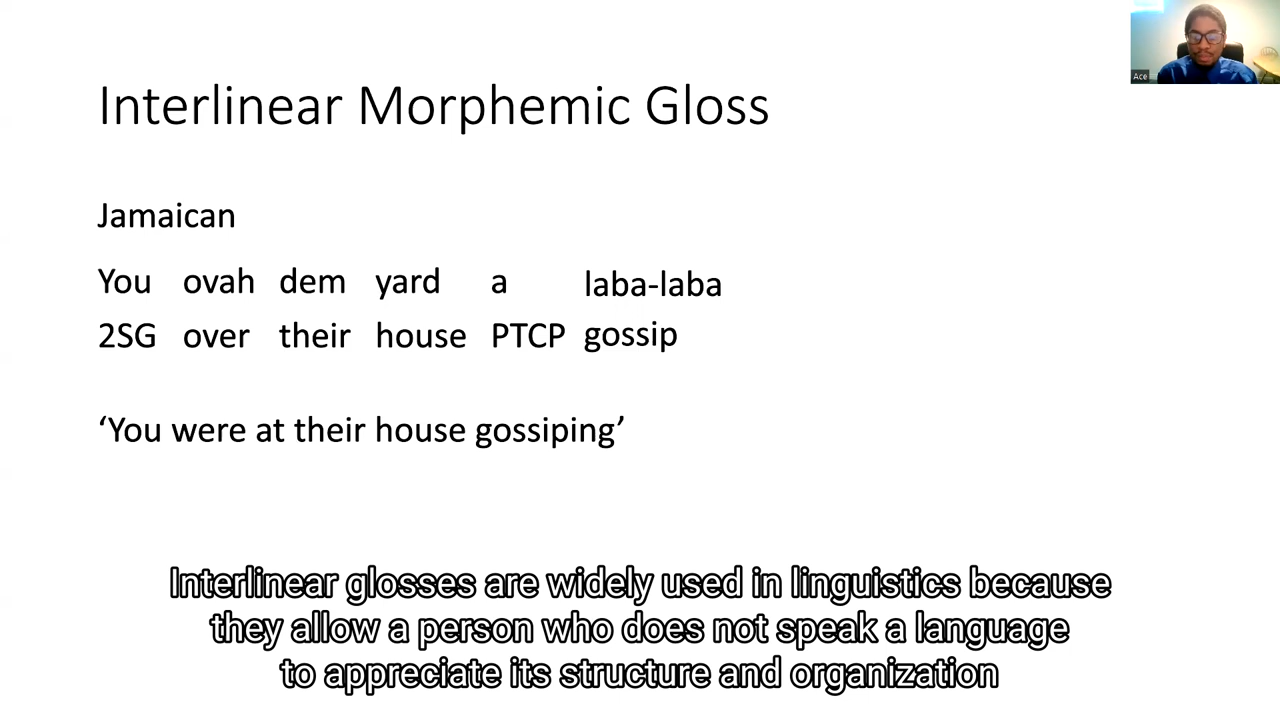 Ace
Interlinear Morphemic Gloss
Jamaican
You ovah dem yard a laba-laba
2SG over their house PTCP gossip
‘You were at their house gossiping’
Interlinear glosses are widely used in linguistics because
they allow a person who does not speak a language
to appreciate its structure and organization